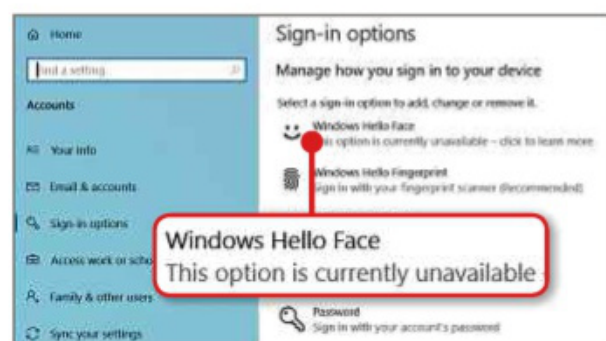 Home
Sign-in options
Find a setting
Manage how you sign in to your device
Accounts
Select a sign-in option to add, change or remove it.
Windows Hello Face
This option is currently unavailable – click to learn more
Your info
Windows Hello Fingerprint
Sign in with your fingerprint scanner (Recommended)
Email & accounts
Sign-in options
Windows Hello Face
This option is currently unavailable
Access work or scho
Family & other users
Password
Sign in with your account's password
Sync your settings